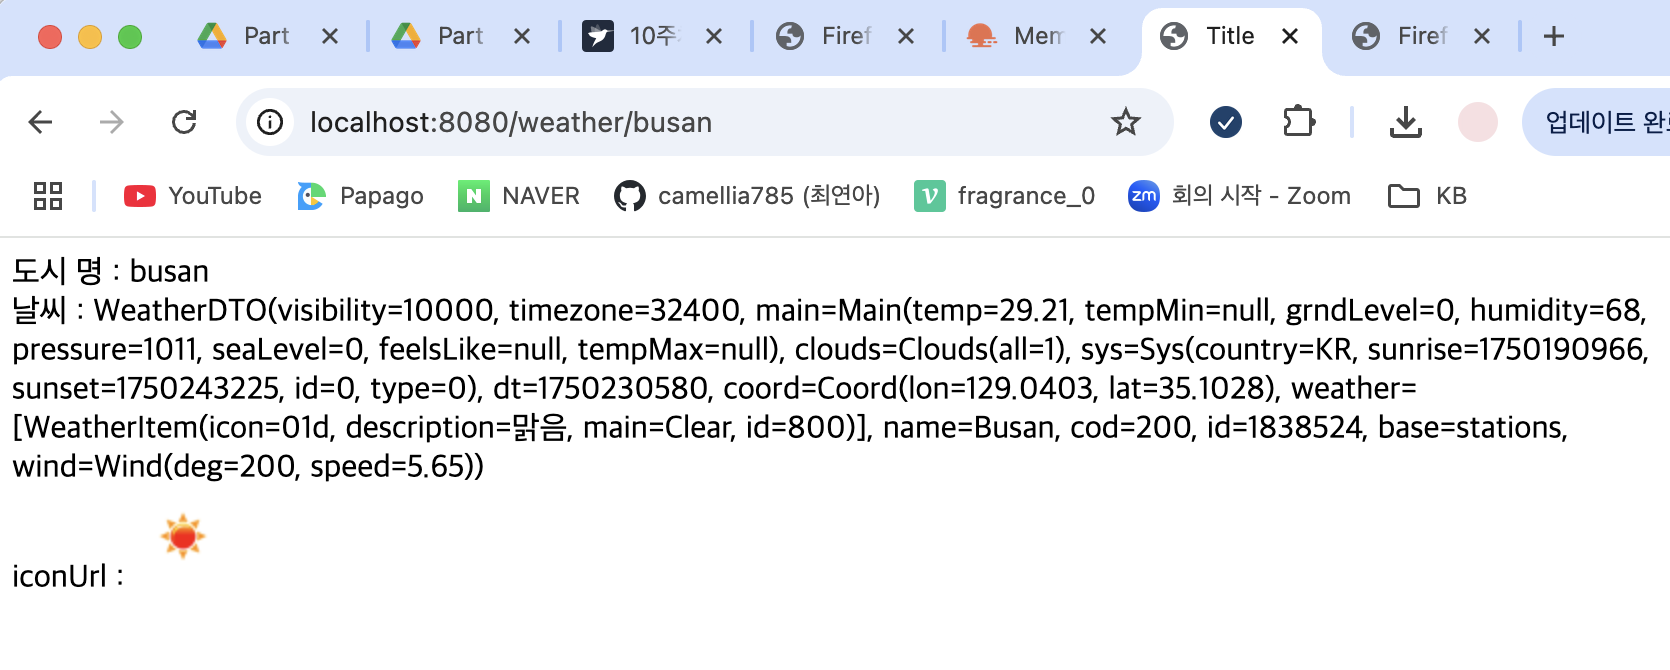 Part
Part
10주
Firef
Mem
Title
Firef
localhost:8080/weather/busan
업데이트 완료
YouTube
Papago
N NAVER
camellia785 (최연아)
v fragrance_0
zm 회의 시작 - Zoom
KB
도시 명 : busan
날씨 : WeatherDTO(visibility=10000, timezone=32400, main=Main(temp=29.21, tempMin=null, grndLevel=0, humidity=68,
pressure=1011, seaLevel=0, feelsLike=null, tempMax=null), clouds=Clouds(all=1), sys=Sys(country=KR, sunrise=1750190966,
sunset=1750243225, id=0, type=0), dt=1750230580, coord=Coord(lon=129.0403, lat=35.1028), weather=
[WeatherItem(icon=01d, description=맑음, main=Clear, id=800)], name=Busan, cod=200, id=1838524, base=stations,
wind=Wind(deg=200, speed=5.65))
iconUrl :